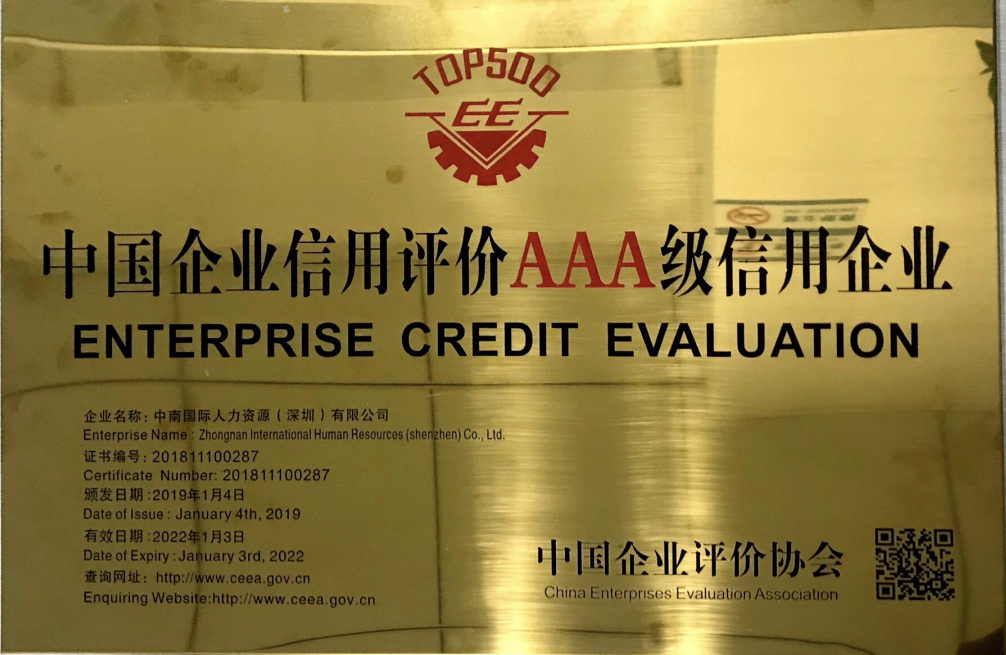 TOP500
EE
中国企业信用评价AAA级信用企业
ENTERPRISE CREDIT EVALUATION
企业名称：中南国际人力资源（深圳）有限公司
Enterprise Name : Zhongnan International Human Resources (shenzhen) Co., Ltd.
证书编号：201811100287
Certificate Number: 201811100287
颁发日期：2019年1月4日
Date of Issue : January 4th, 2019
有效日期：2022年1月3日
Date of Expiry : January 3rd, 2022
查询网址：http://www.ceea.gov.cn
Enquiring Website:http://www.ceea.gov.cn
中国企业评价协会
China Enterprises Evaluation Association